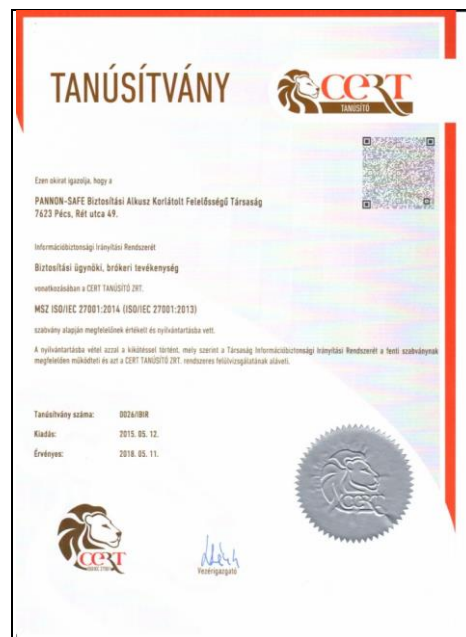 TANÚSÍTVÁNY
CERT
TANÚSÍTÓ
Ezen okirat igazolja, hogy a
PANNON-SAFE Biztosítási Alkusz Korlátolt Felelősségű Társaság
7623 Pécs, Rét utca 49.
Információbiztonsági Irányítási Rendszerét
Biztosítási ügynöki, brókeri tevékenység
vonatkozásában a CERT TANÚSÍTÓ ZRT.
MSZ ISO/IEC 27001:2014 (ISO/IEC 27001:2013)
szabvány alapján megfelelőnek értékeli és nyilvántartásba vett.
A nyilvántartásba vétel azzal a kikötéssel történt, mely szerint a Társaság Információbiztonsági Irányítási Rendszerét a fenti szabványnak
megfelelően működteti és azt a CERT TANÚSÍTÓ ZRT. rendszeres felülvizsgálatának aláveti.
Tanúsítvány száma: 0026/IBIR
Kiadás: 2015. 05. 12.
Érvényes: 2018. 05. 11.
CERT
CERT
Vezérigazgató